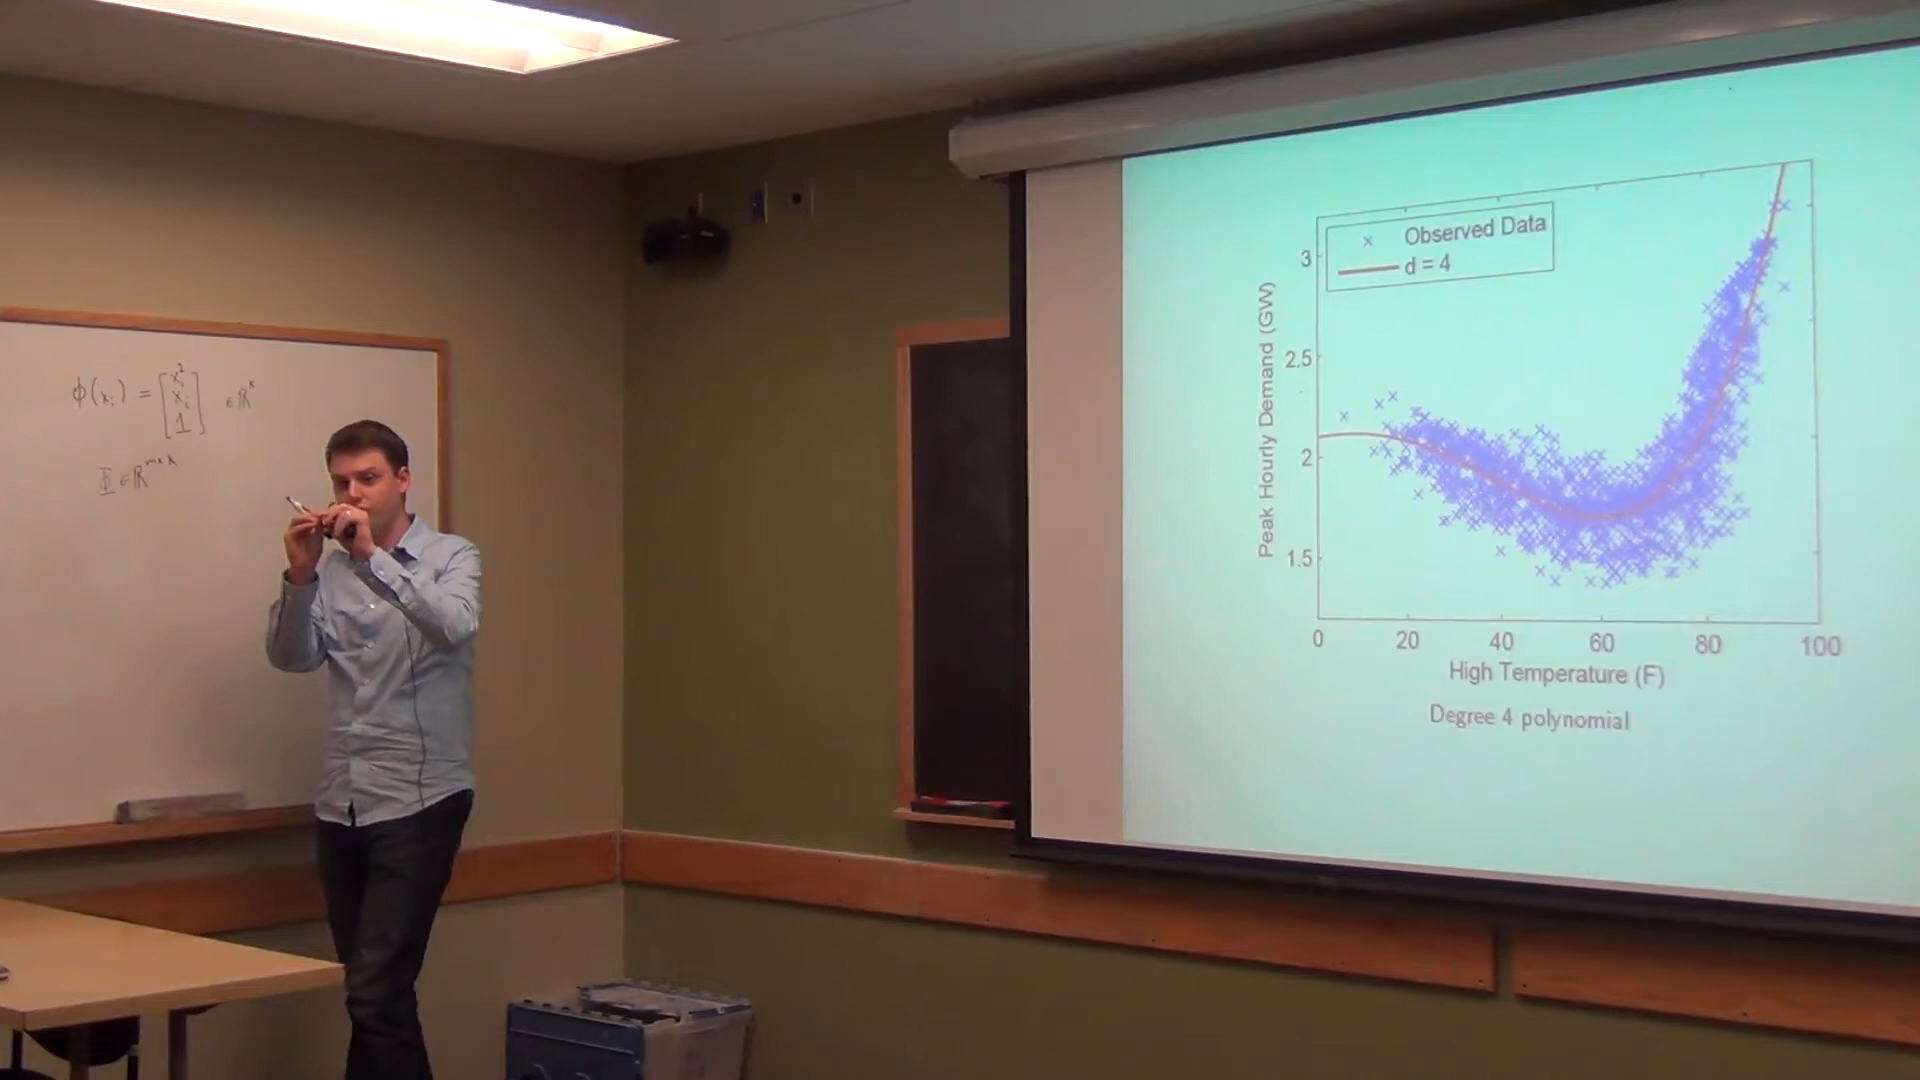 ϕ(xᵢ) = [xᵢ² xᵢ 1] ∈ ℝᵏ
Φ ∈ ℝᵐˣᵏ
Observed Data
d = 4
Peak Hourly Demand (GW)
3
2.5
2
1.5
0 20 40 60 80 100
High Temperature (F)
Degree 4 polynomial